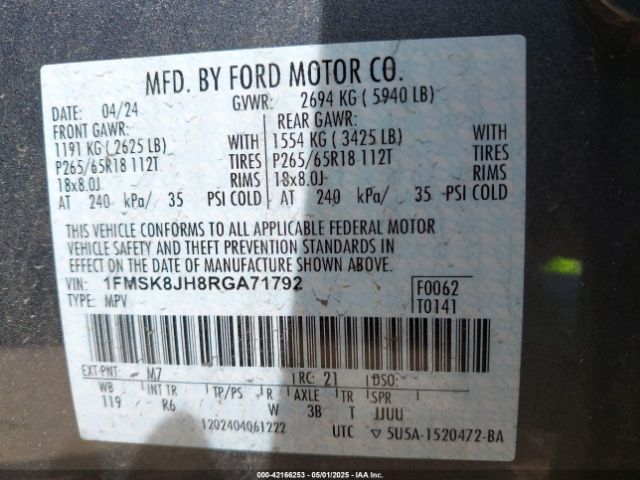 MFD. BY FORD MOTOR CO.
DATE: 04/24 GVWR: 2694 KG ( 5940 LB)
FRONT GAWR: REAR GAWR:
1191 KG ( 2625 LB) WITH 1554 KG ( 3425 LB) WITH
P265/65R18 112T TIRES P265/65R18 112T TIRES
18x8.0J RIMS 18x8.0J RIMS
AT 240 kPa/ 35 PSI COLD AT 240 kPa/ 35 PSI COLD
THIS VEHICLE CONFORMS TO ALL APPLICABLE FEDERAL MOTOR
VEHICLE SAFETY AND THEFT PREVENTION STANDARDS IN
EFFECT ON THE DATE OF MANUFACTURE SHOWN ABOVE.
VIN: 1FMSK8JH8RGA71792 F0062
TYPE: MPV T0141
EXT PNT: M7 RC: 21 DSO:
WB INT TR TP/PS R AXLE TR SPR
119 R6 W 3B T JJUU
1202404061222 UTC 5U5A-1520472-BA
000-42166253 05/01/2025 IAAI.COM